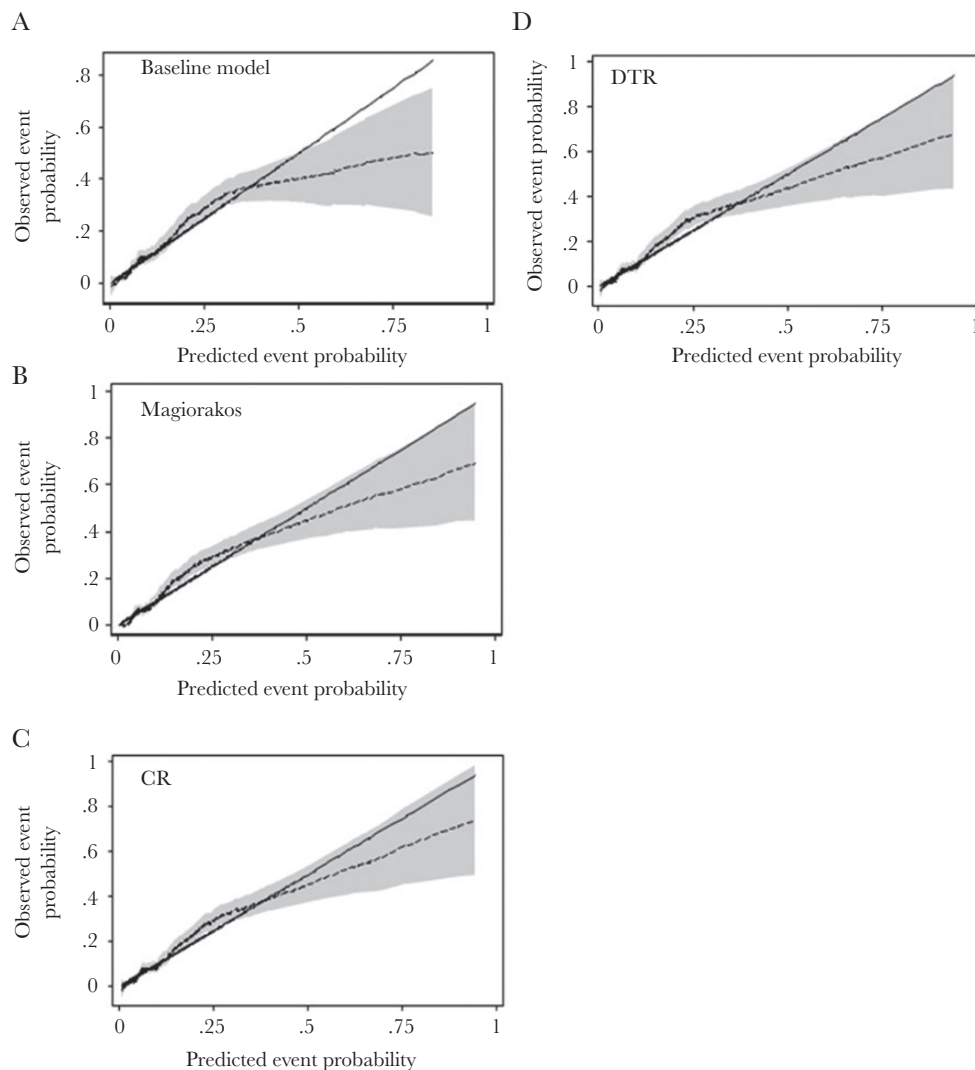 A
Baseline model
.8
.6
.4
.2
0
Observed event
probability
0 .25 .5 .75 1
Predicted event probability
B
Magiorakos
1
.8
.6
.4
.2
0
Observed event
probability
0 .25 .5 .75 1
Predicted event probability
C
CR
1
.8
.6
.4
.2
0
Observed event
probability
0 .25 .5 .75 1
Predicted event probability
D
DTR
1
.8
.6
.4
.2
0
Observed event probability
0 .25 .5 .75 1
Predicted event probability